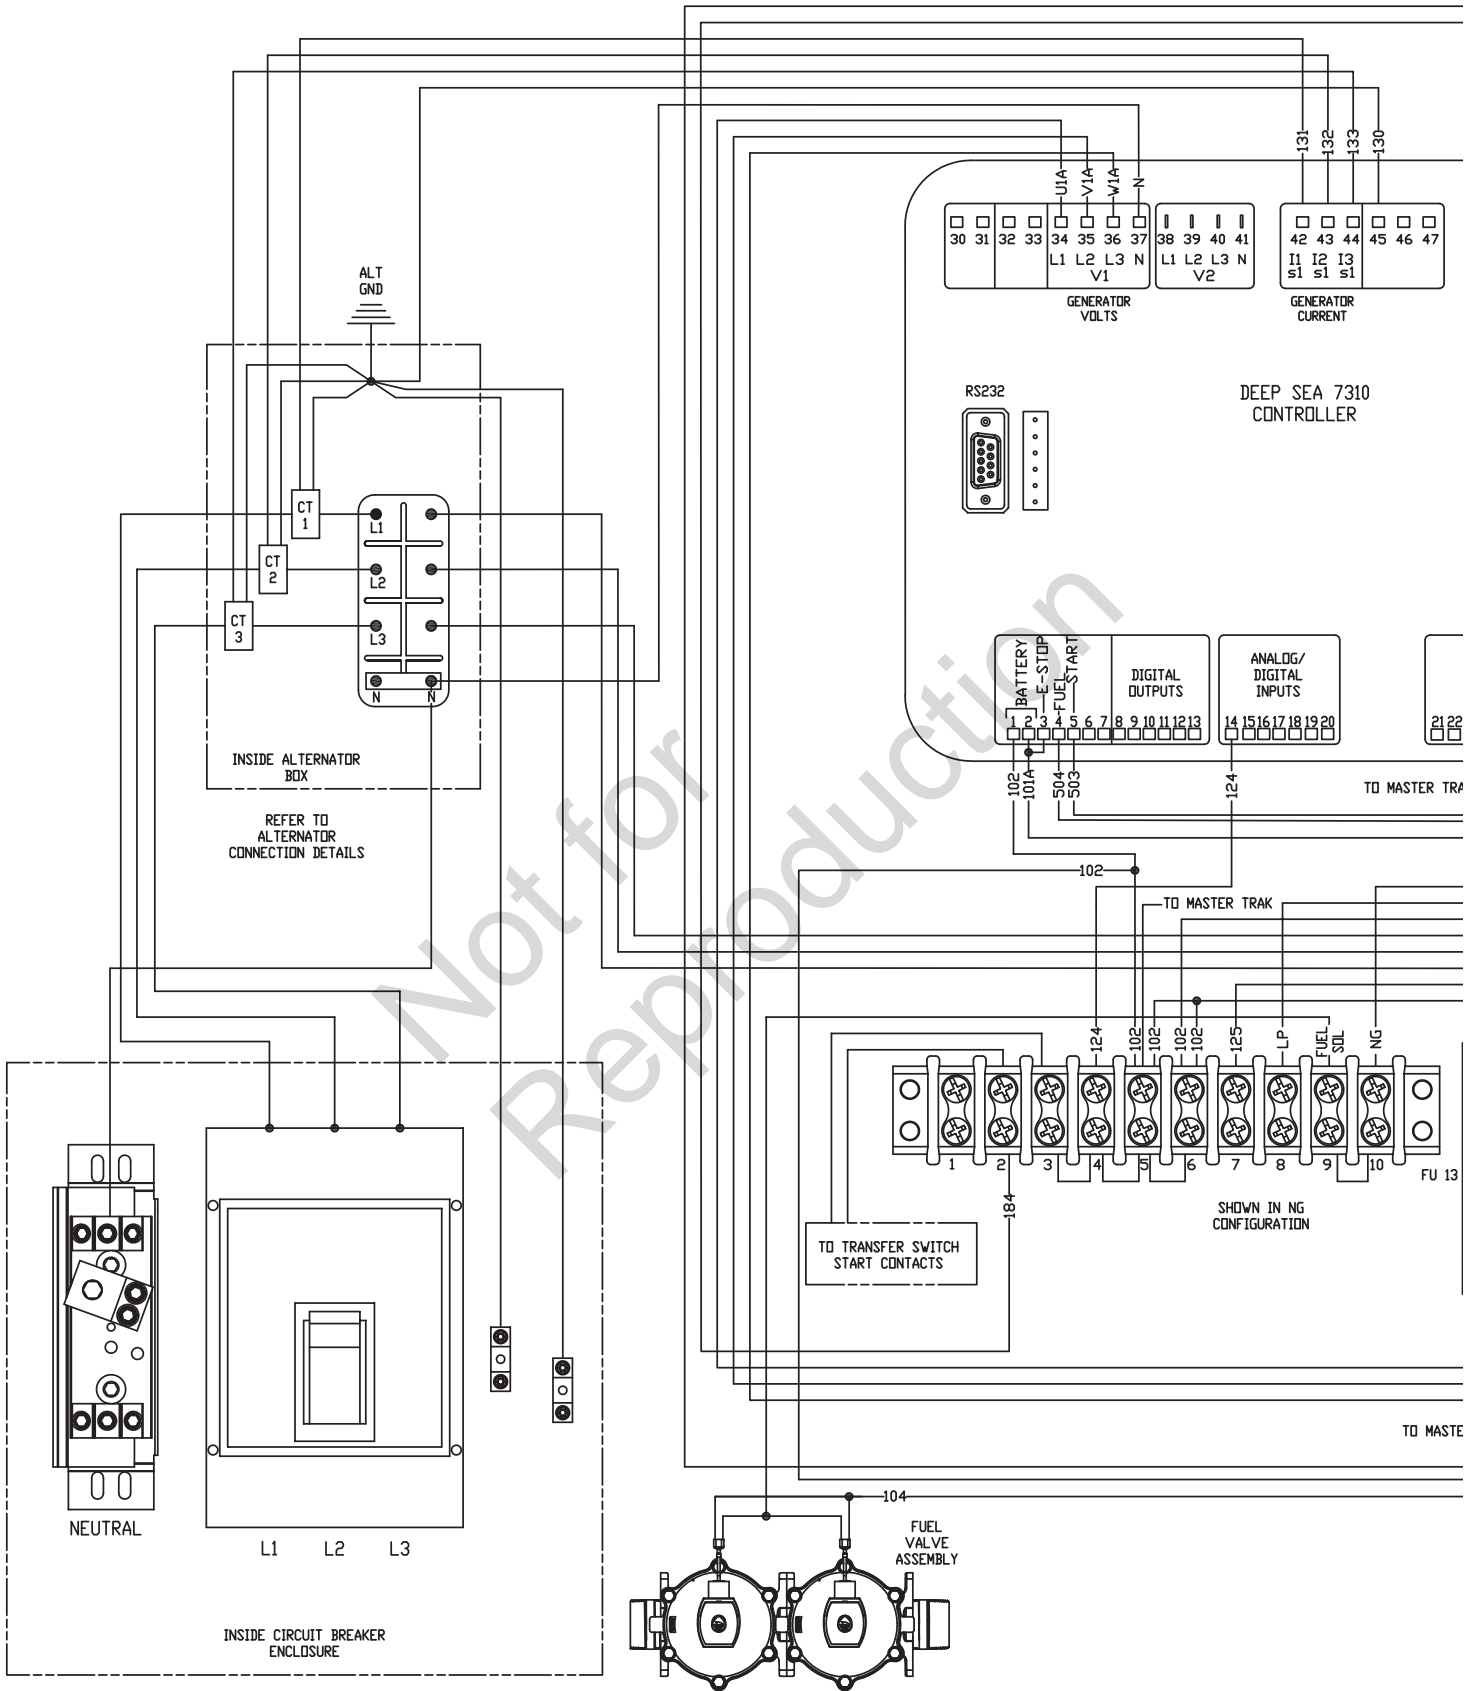 131
132
133
130
U1A
V1A
W1A
N
30 31 32 33 34 35 36 37
L1 L2 L3 N
V1
GENERATOR
VOLTS
38 39 40 41
L1 L2 L3 N
V2
42 43 44 45 46 47
I1 I2 I3
s1 s1 s1
GENERATOR
CURRENT
ALT
GND
RS232
DEEP SEA 7310
CONTROLLER
CT
1
CT
2
CT
3
L1
L2
L3
N
N
INSIDE ALTERNATOR
BOX
REFER TO
ALTERNATOR
CONNECTION DETAILS
BATTERY
E-STOP
FUEL
START
DIGITAL
OUTPUTS
1 2 3 4 5 6 7 8 9 10 11 12 13
ANALOG/
DIGITAL
INPUTS
14 15 16 17 18 19 20
21 22
102
101A
504
503
124
TO MASTER TRA
102
TO MASTER TRAK
Not for
Reproduction
124
102
102
102
102
125
LP
FUEL
SOL
NG
1 2 3 4 5 6 7 8 9 10
FU 13
184
SHOWN IN NG
CONFIGURATION
TO TRANSFER SWITCH
START CONTACTS
TO MASTE
104
FUEL
VALVE
ASSEMBLY
NEUTRAL
L1 L2 L3
INSIDE CIRCUIT BREAKER
ENCLOSURE